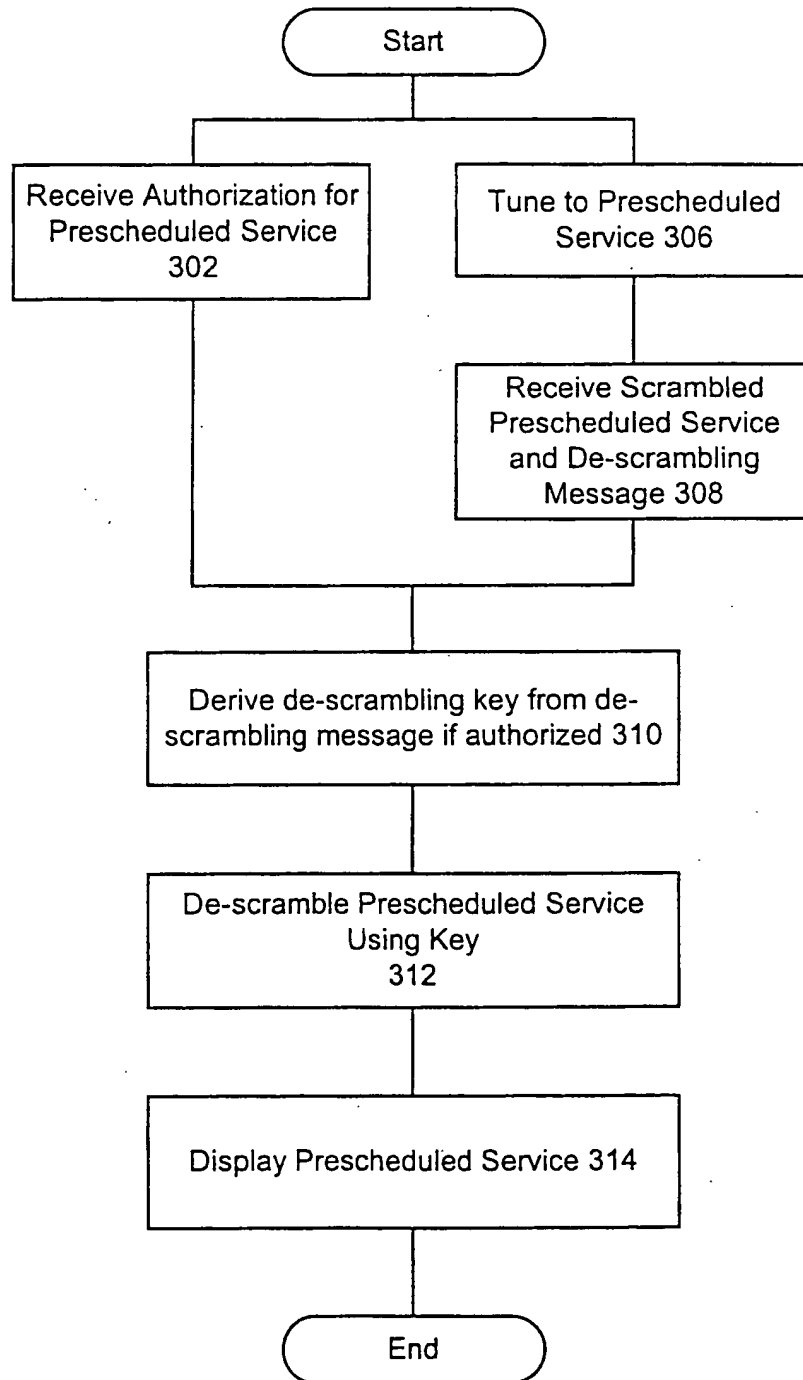 Start
Receive Authorization for
Prescheduled Service
302
Tune to Prescheduled
Service 306
Receive Scrambled
Prescheduled Service
and De-scrambling
Message 308
Derive de-scrambling key from de-
scrambling message if authorized 310
De-scramble Prescheduled Service
Using Key
312
Display Prescheduled Service 314
End